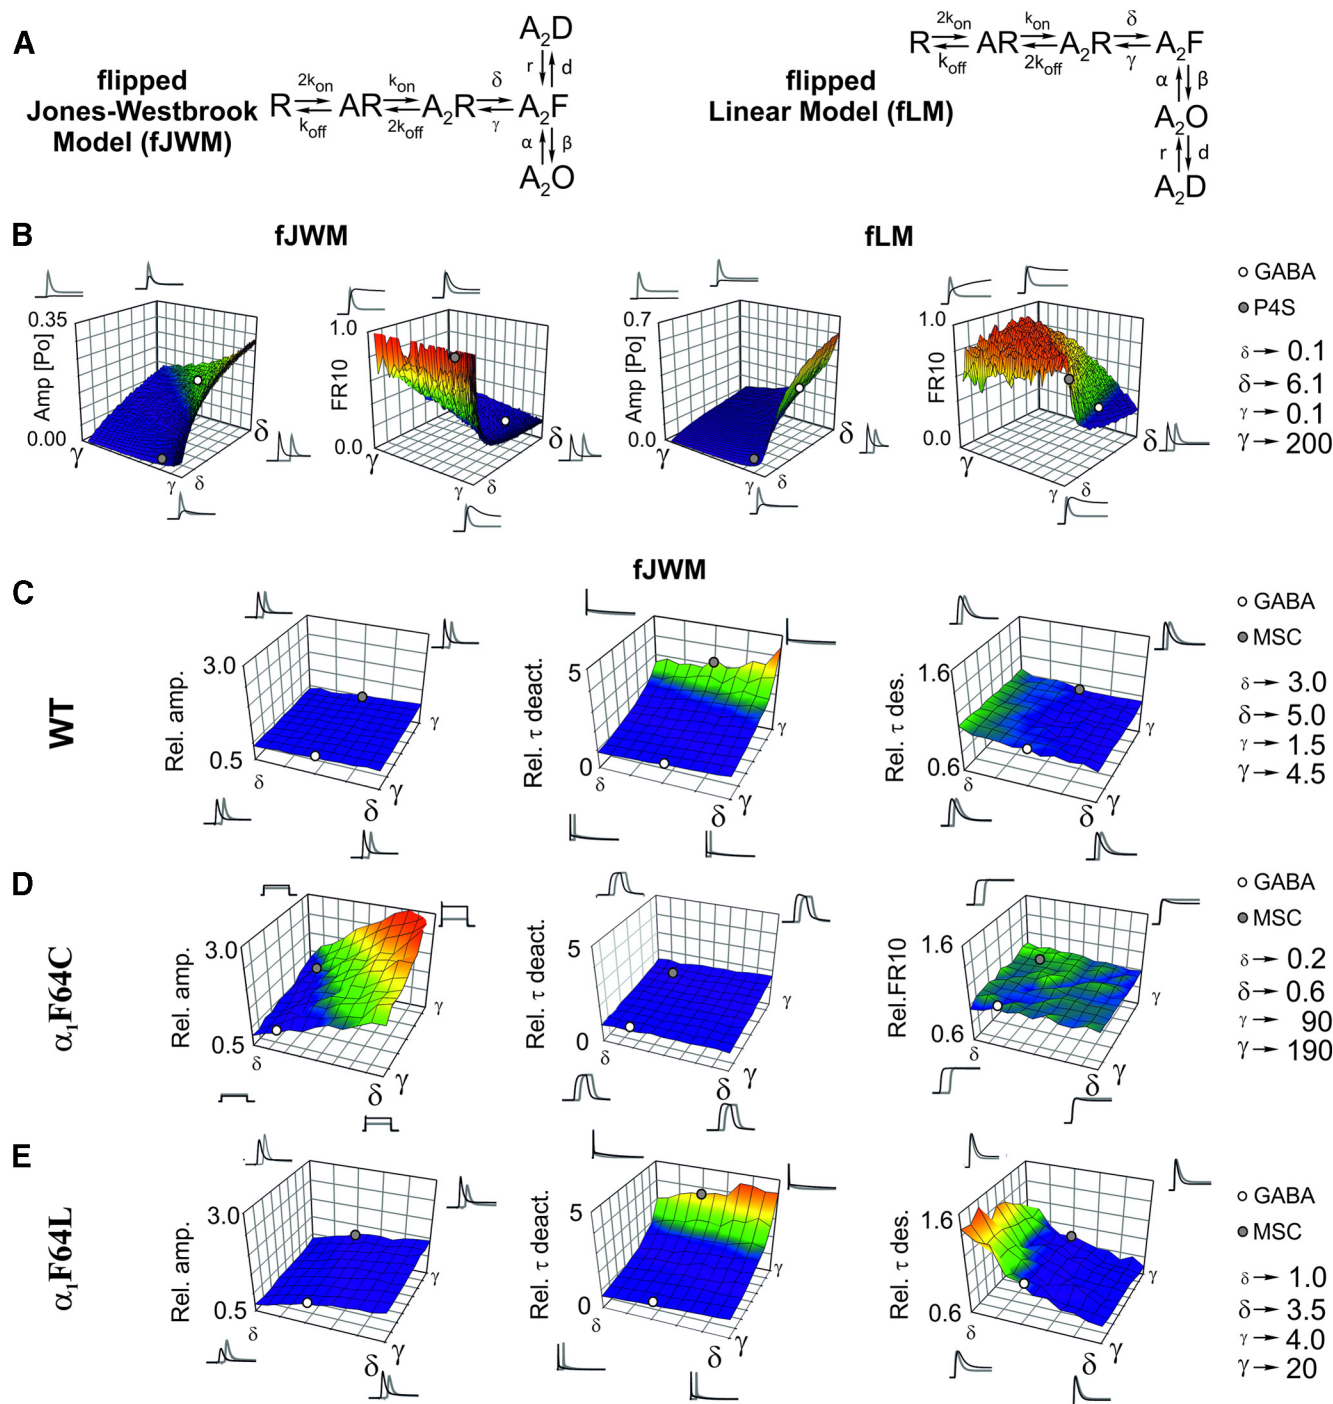 A
flipped
Jones-Westbrook
Model (fJWM)
A₂D
r d
2kon kon δ
R AR A₂R A₂F
koff 2koff γ
α β
A₂O
flipped
Linear Model (fLM)
2kon kon δ
R AR A₂R A₂F
koff 2koff γ
α β
A₂O
r d
A₂D
B
fJWM
fLM
0.35
Amp [Po]
0.00
γ
γ δ
δ
1.0
FR10
0.0
γ
γ δ
δ
0.7
Amp [Po]
0.0
γ
γ δ
δ
1.0
FR10
0.0
γ
γ δ
δ
GABA
P4S
δ → 0.1
δ → 6.1
γ → 0.1
γ → 200
fJWM
C
WT
3.0
Rel. amp.
0.5
δ
δ
γ
γ
5
Rel. τ deact.
0
δ
δ
γ
γ
1.6
Rel. τ des.
0.6
δ
δ
γ
γ
GABA
MSC
δ → 3.0
δ → 5.0
γ → 1.5
γ → 4.5
D
α₁F64C
3.0
Rel. amp.
0.5
δ
δ
γ
γ
5
Rel. τ deact.
0
δ
δ
γ
γ
1.6
Rel.FR10
0.6
δ
δ
γ
γ
GABA
MSC
δ → 0.2
δ → 0.6
γ → 90
γ → 190
E
α₁F64L
3.0
Rel. amp.
0.5
δ
δ
γ
γ
5
Rel. τ deact.
0
δ
δ
γ
γ
1.6
Rel. τ des.
0.6
δ
δ
γ
γ
GABA
MSC
δ → 1.0
δ → 3.5
γ → 4.0
γ → 20